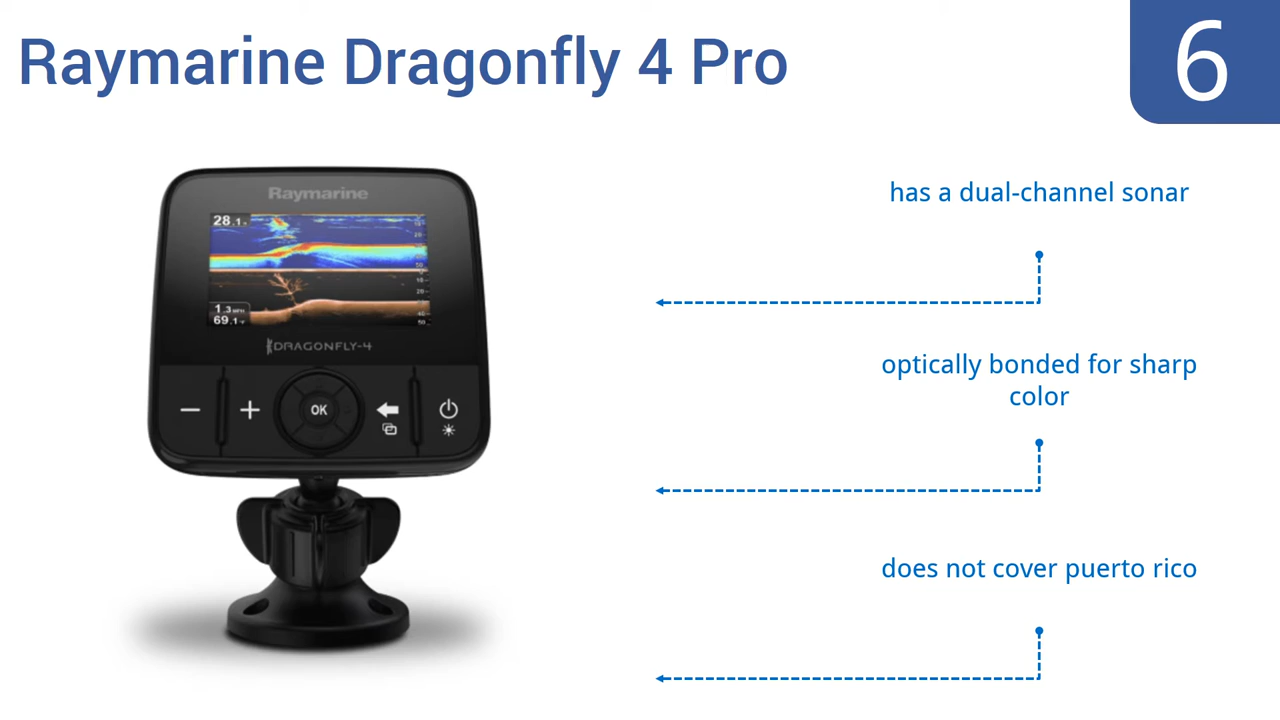 Raymarine Dragonfly 4 Pro
6
has a dual-channel sonar
Raymarine
28.1
1.3 MPH
69.1
DRAGONFLY-4
OK
optically bonded for sharp
color
does not cover puerto rico